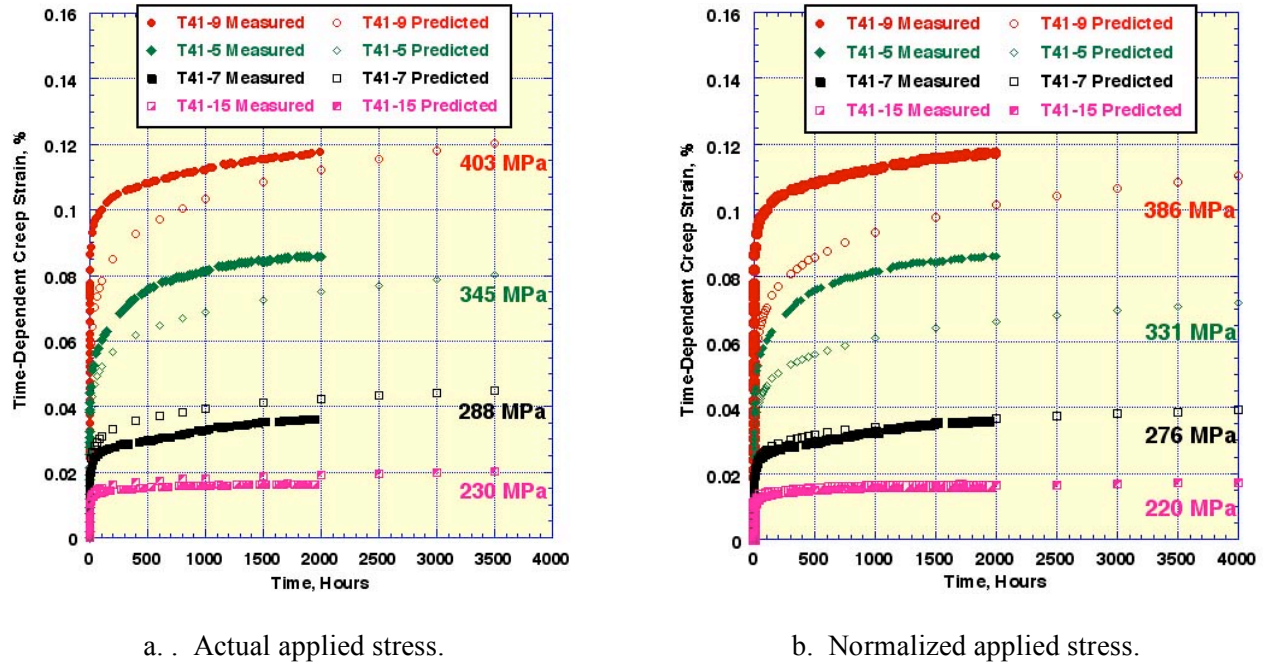 T41-9 Measured T41-9 Predicted
T41-5 Measured T41-5 Predicted
T41-7 Measured T41-7 Predicted
T41-15 Measured T41-15 Predicted
0.16
0.14
0.12
0.1
0.08
0.06
0.04
0.02
0
Time-Dependent Creep Strain, %
403 MPa
345 MPa
288 MPa
230 MPa
0 500 1000 1500 2000 2500 3000 3500 4000
Time, Hours
a. . Actual applied stress.
T41-9 Measured T41-9 Predicted
T41-5 Measured T41-5 Predicted
T41-7 Measured T41-7 Predicted
T41-15 Measured T41-15 Predicted
0.16
0.14
0.12
0.1
0.08
0.06
0.04
0.02
0
Time-Dependent Creep Strain, %
386 MPa
331 MPa
276 MPa
220 MPa
0 500 1000 1500 2000 2500 3000 3500 4000
Time, Hours
b. Normalized applied stress.